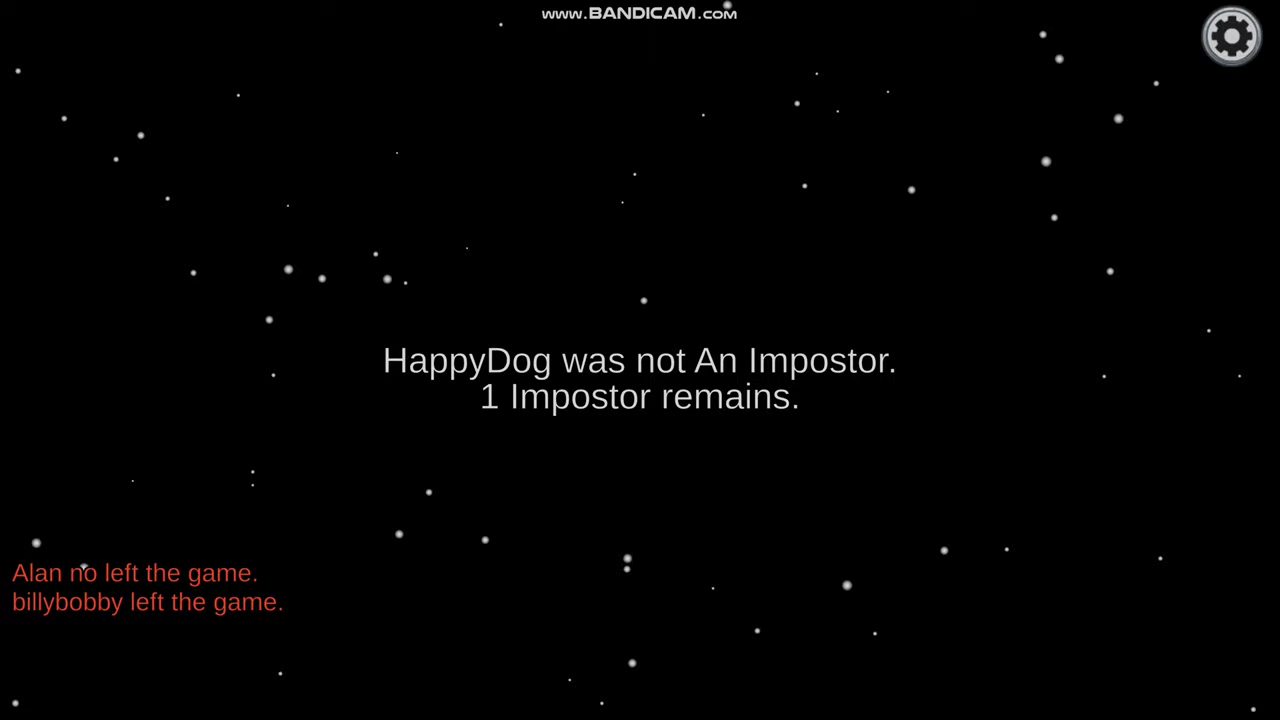 www.BANDICAM.com
HappyDog was not An Impostor.
1 Impostor remains.
Alan no left the game.
billybobby left the game.